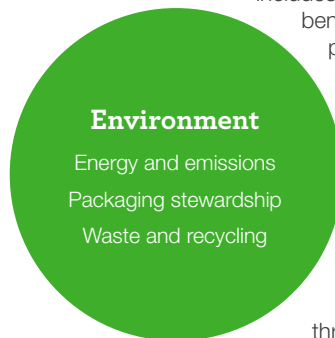 Environment
Energy and emissions
Packaging stewardship
Waste and recycling